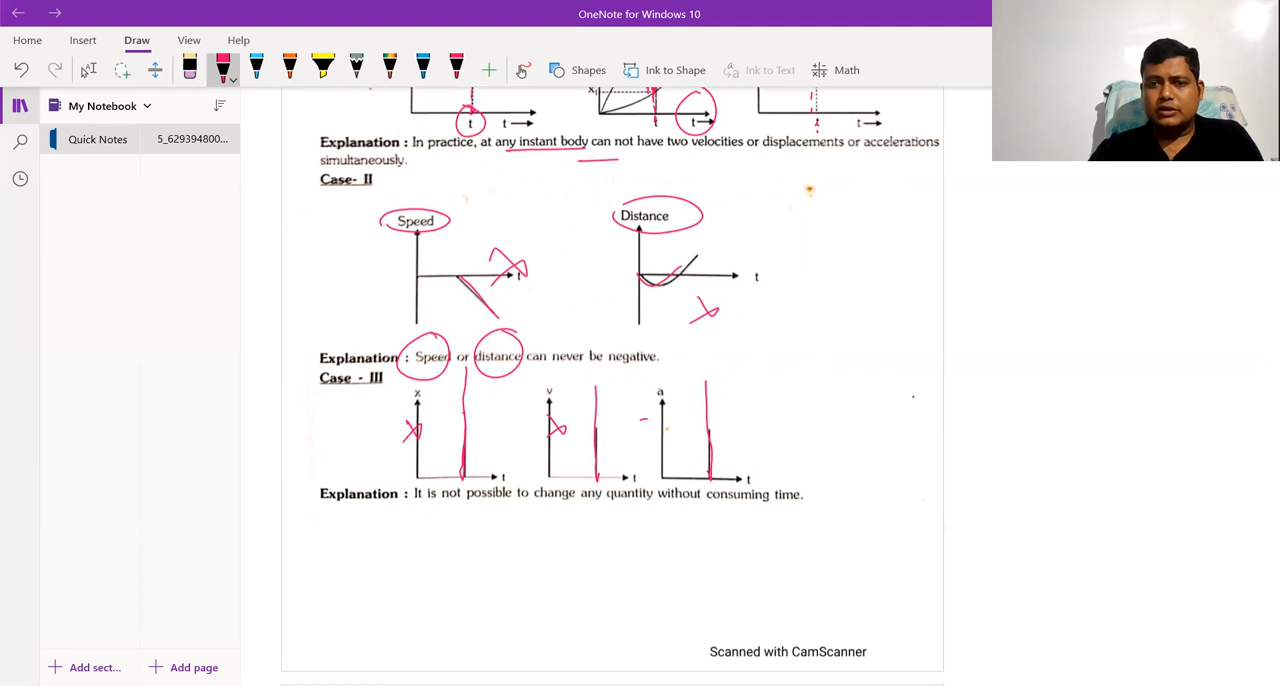 OneNote for Windows 10
Home Insert Draw View Help
Shapes Ink to Shape Ink to Text Math
My Notebook
Quick Notes 5_629394800...
x₁
t t t t
Explanation : In practice, at any instant body can not have two velocities or displacements or accelerations
simultaneously.
Case- II
Speed Distance
t t
Explanation : Speed or distance can never be negative.
Case - III
x v a
t t t
Explanation : It is not possible to change any quantity without consuming time.
Scanned with CamScanner
Add sect... Add page